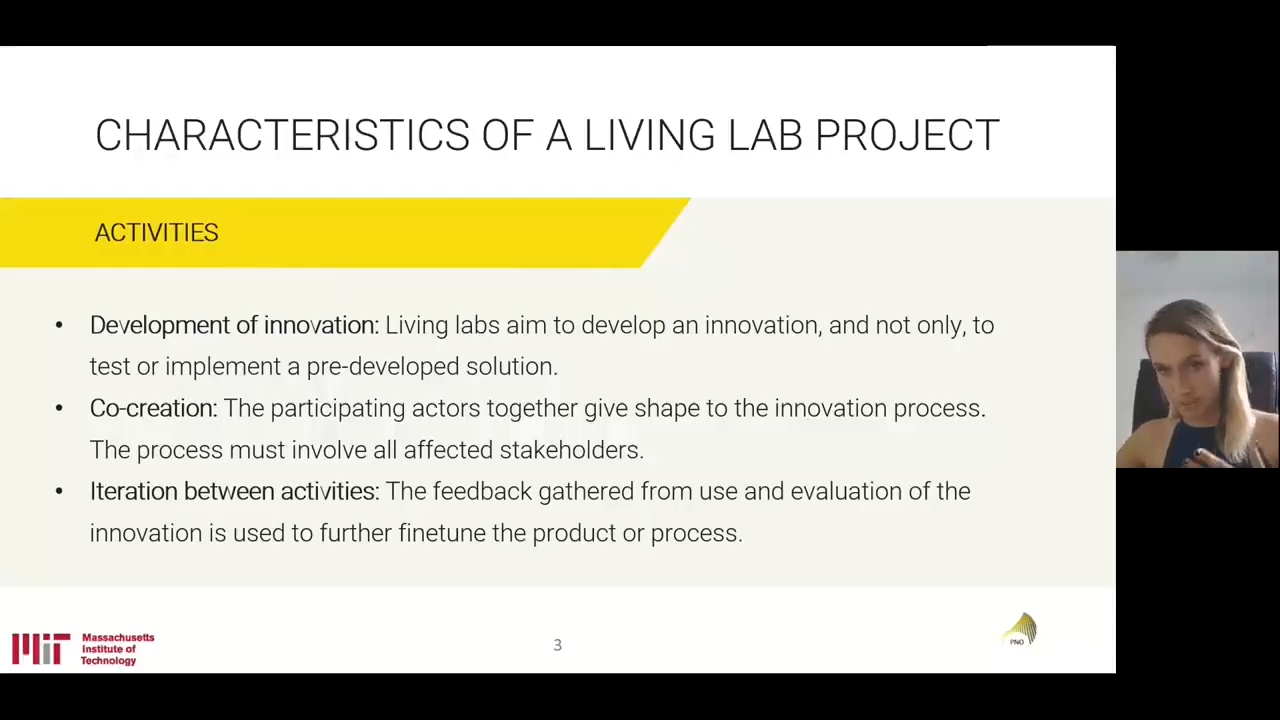 CHARACTERISTICS OF A LIVING LAB PROJECT
ACTIVITIES
• Development of innovation: Living labs aim to develop an innovation, and not only, to
test or implement a pre-developed solution.
• Co-creation: The participating actors together give shape to the innovation process.
The process must involve all affected stakeholders.
• Iteration between activities: The feedback gathered from use and evaluation of the
innovation is used to further finetune the product or process.
MIT
Massachusetts
Institute of
Technology
3
PNO